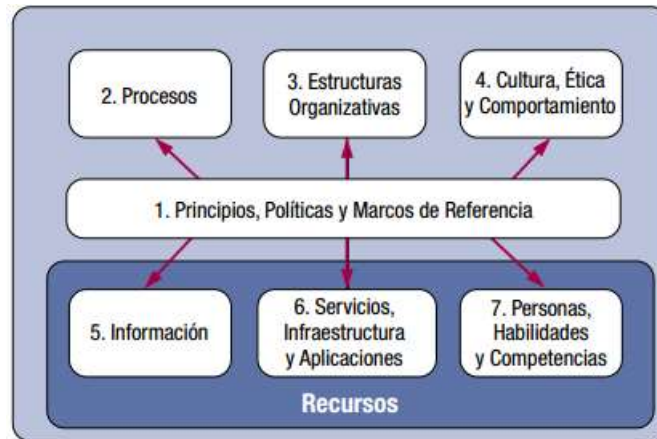 2. Procesos
3. Estructuras
Organizativas
4. Cultura, Ética
y Comportamiento
1. Principios, Políticas y Marcos de Referencia
5. Información
6. Servicios,
Infraestructura
y Aplicaciones
7. Personas,
Habilidades
y Competencias
Recursos